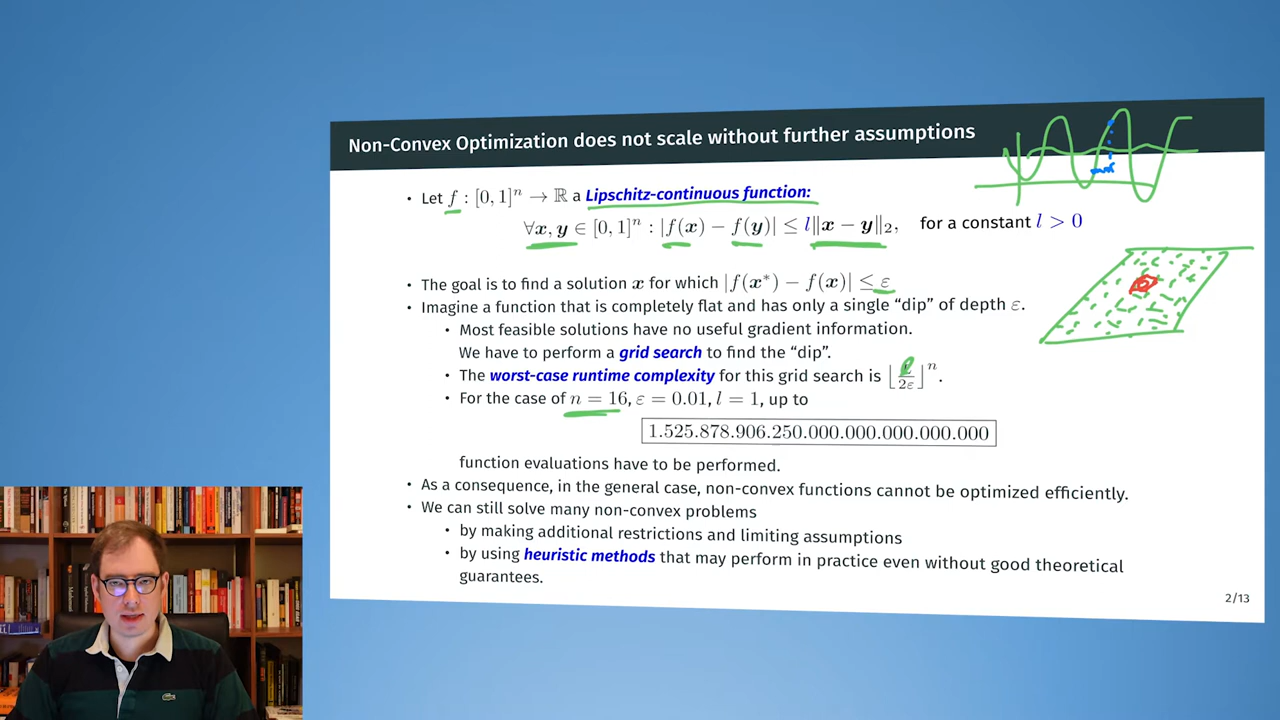 Non-Convex Optimization does not scale without further assumptions
• Let f : [0, 1]ⁿ → ℝ a Lipschitz-continuous function:
∀x, y ∈ [0, 1]ⁿ : |f(x) − f(y)| ≤ l‖x − y‖₂, for a constant l > 0
• The goal is to find a solution x for which |f(x*) − f(x)| ≤ ε
• Imagine a function that is completely flat and has only a single “dip” of depth ε.
• Most feasible solutions have no useful gradient information.
We have to perform a grid search to find the “dip”.
• The worst-case runtime complexity for this grid search is ⌊l/2ε⌋ⁿ.
• For the case of n = 16, ε = 0.01, l = 1, up to
1.525.878.906.250.000.000.000.000.000
function evaluations have to be performed.
• As a consequence, in the general case, non-convex functions cannot be optimized efficiently.
• We can still solve many non-convex problems
• by making additional restrictions and limiting assumptions
• by using heuristic methods that may perform in practice even without good theoretical
guarantees.
2/13